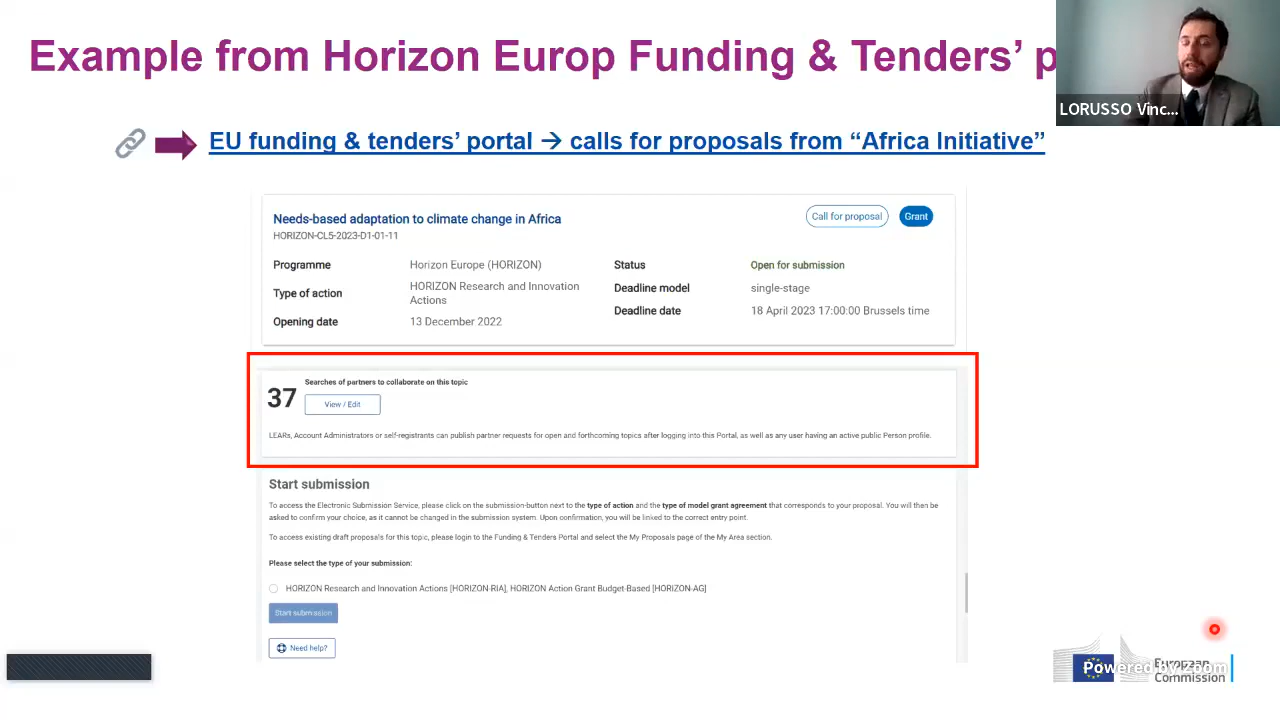 Example from Horizon Europ Funding & Tenders’ p
LORUSSO Vinc...
EU funding & tenders’ portal → calls for proposals from “Africa Initiative”
Needs-based adaptation to climate change in Africa
Call for proposal
Grant
HORIZON-CL5-2023-D1-01-11
Programme
Horizon Europe (HORIZON)
Status
Open for submission
Type of action
HORIZON Research and Innovation
Actions
Deadline model
single-stage
Deadline date
18 April 2023 17:00:00 Brussels time
Opening date
13 December 2022
37
Searches of partners to collaborate on this topic
View / Edit
LEARs, Account Administrators or self-registrants can publish partner requests for open and forthcoming topics after logging into this Portal, as well as any user having an active public Person profile.
Start submission
To access the Electronic Submission Service, please click on the submission-button next to the type of action and the type of model grant agreement that corresponds to your proposal. You will then be
asked to confirm your choice, as it cannot be changed in the submission system. Upon confirmation, you will be linked to the correct entry point.
To access existing draft proposals for this topic, please login to the Funding & Tenders Portal and select the My Proposals page of the My Area section.
Please select the type of your submission:
HORIZON Research and Innovation Actions [HORIZON-RIA], HORIZON Action Grant Budget-Based [HORIZON-AG]
Start submission
Need help?
European
Commission
Powered by Zoom